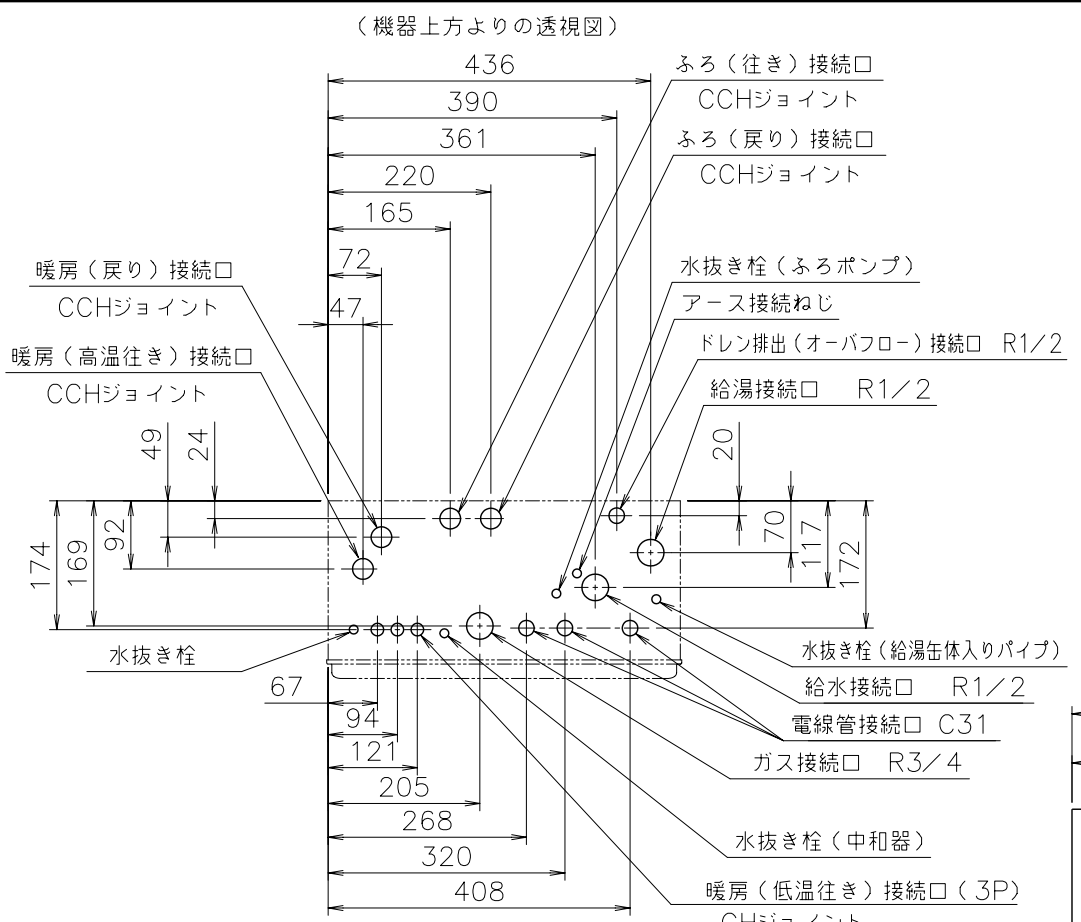 （機器上方よりの透視図）
436
ふろ（往き）接続口
CCHジョイント
390
361
ふろ（戻り）接続口
CCHジョイント
220
165
72
暖房（戻り）接続口
CCHジョイント
47
水抜き栓（ふろポンプ）
アース接続ねじ
ドレン排出（オーバフロー）接続口 R1/2
暖房（高温往き）接続口
CCHジョイント
給湯接続口 R1/2
49
24
20
174
169
92
70
117
172
水抜き栓
水抜き栓（給湯缶体入りパイプ）
67
給水接続口 R1/2
94
電線管接続口 C31
121
ガス接続口 R3/4
205
268
水抜き栓（中和器）
320
408
暖房（低温往き）接続口（3P）
CHジョイント